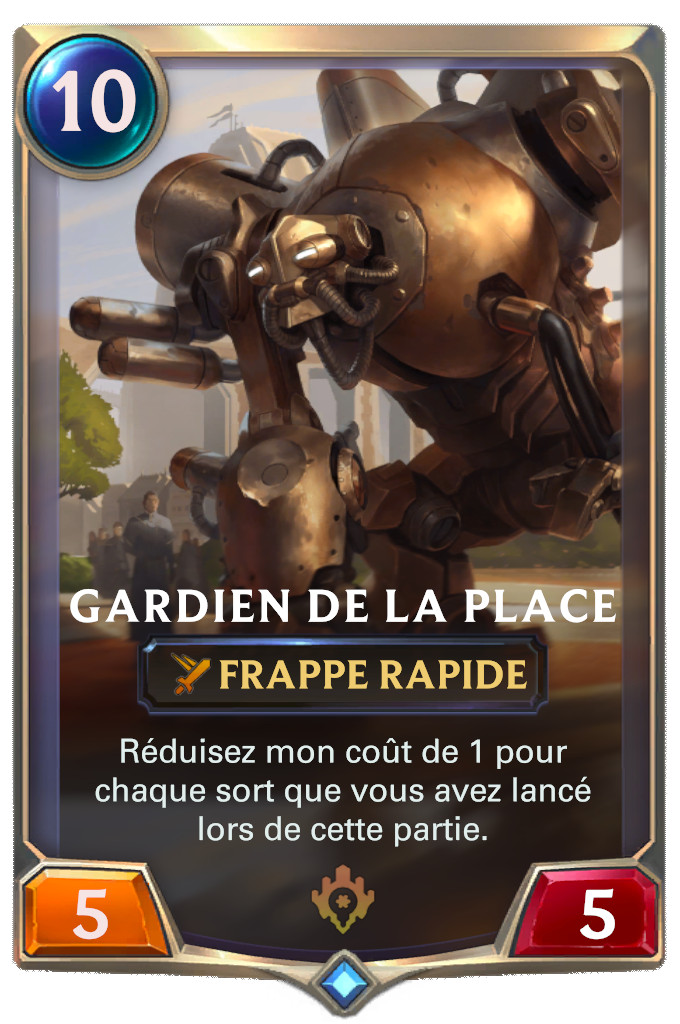 10
GARDIEN DE LA PLACE
FRAPPE RAPIDE
Réduisez mon coût de 1 pour
chaque sort que vous avez lancé
lors de cette partie.
5
5